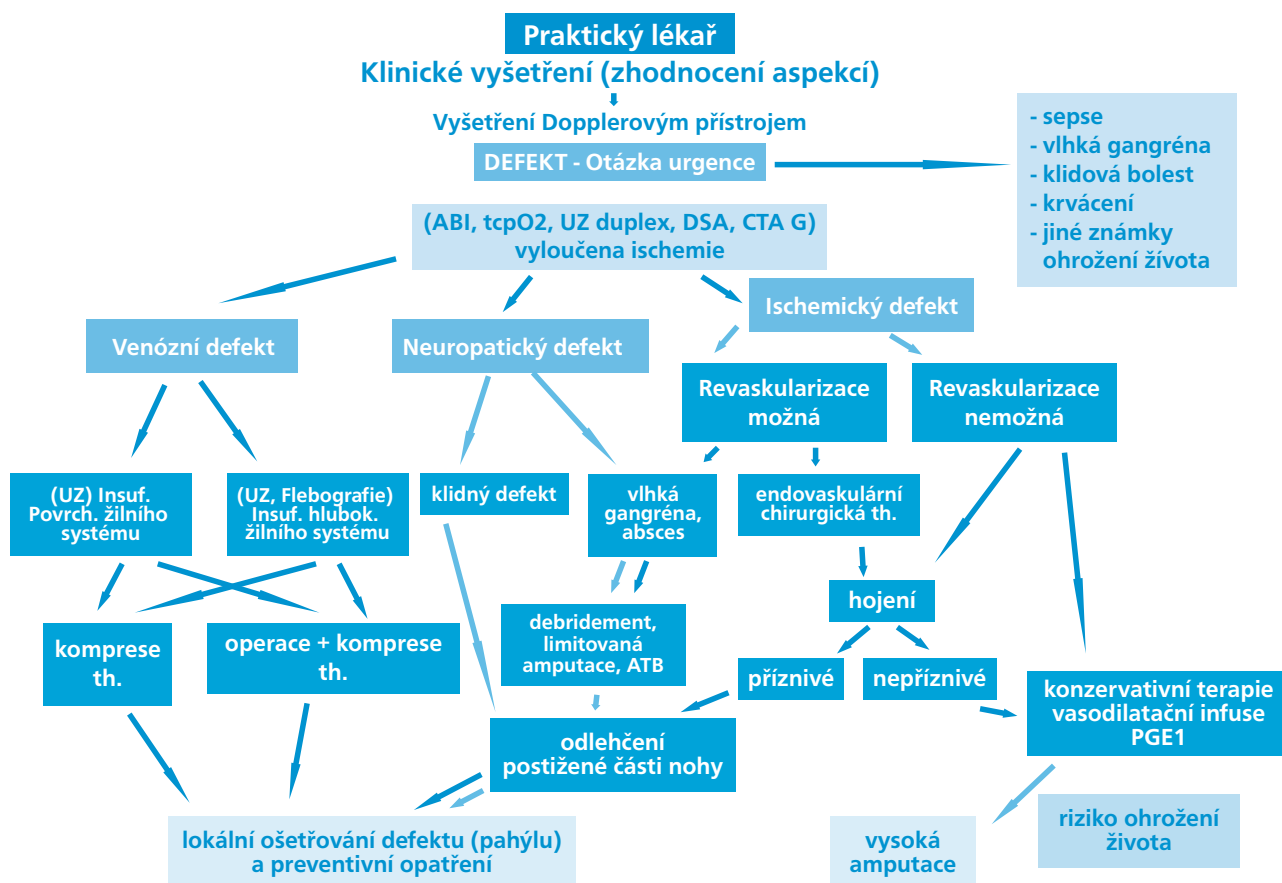 Praktický lékař
Klinické vyšetření (zhodnocení aspekcí)
Vyšetření Dopplerovým přístrojem
DEFEKT - Otázka urgence
- sepse
- vlhká gangréna
- klidová bolest
- krvácení
- jiné známky
ohrožení žívota
(ABI, tcpO2, UZ duplex, DSA, CTA G)
vyloučena ischemie
Venózní defekt
Neuropatický defekt
Ischemický defekt
Revaskularizace
možná
Revaskularizace
nemožná
(UZ) Insuf.
Povrch. žilního
systému
(UZ, Flebografie)
Insuf. hlubok.
žilního systému
klidný defekt
vlhká
gangréna,
absces
endovaskulární
chirurgická th.
hojení
komprese
th.
operace + komprese
th.
debridement,
limitovaná
amputace, ATB
příznivé
nepříznivé
konzervativní terapie
vasodilatační infuse
PGE1
odlehčení
postižené části nohy
lokální ošetřování defektu (pahýlu)
a preventivní opatření
vysoká
amputace
riziko ohrožení
života